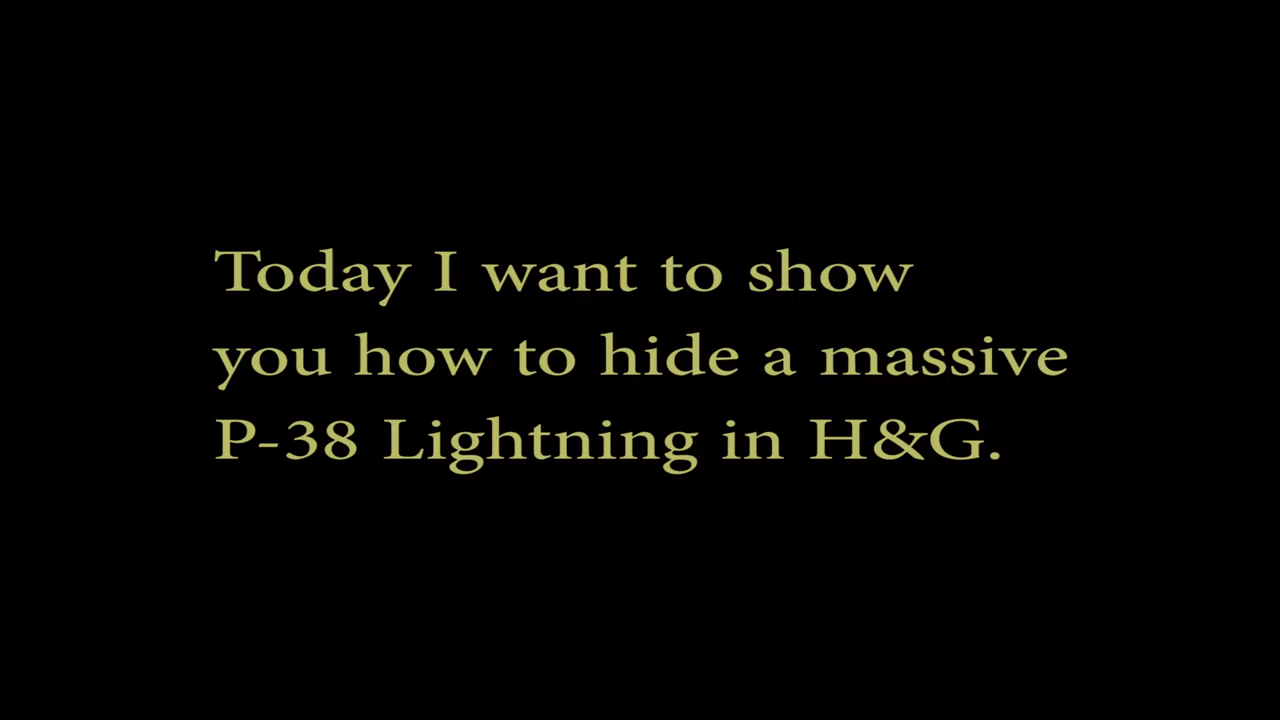 Today I want to show
you how to hide a massive
P-38 Lightning in H&G.